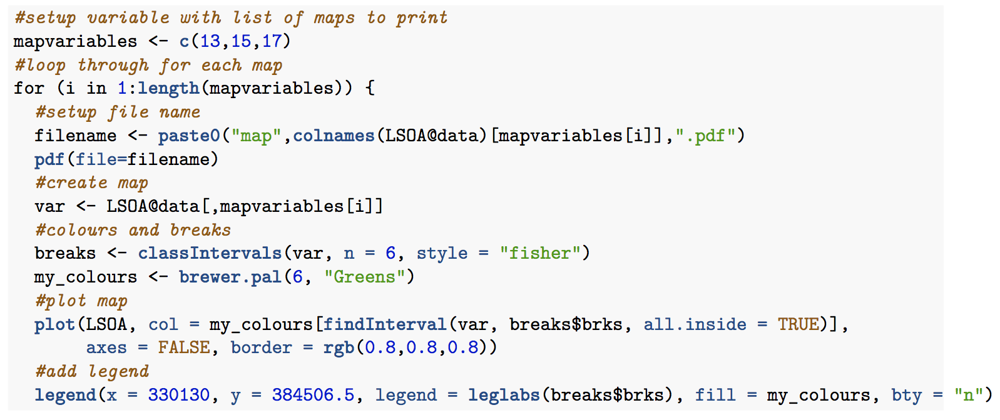 #setup variable with list of maps to print
mapvariables <- c(13,15,17)
#loop through for each map
for (i in 1:length(mapvariables)) {
  #setup file name
  filename <- paste0("map",colnames(LSOA@data)[mapvariables[i]],".pdf")
  pdf(file=filename)
  #create map
  var <- LSOA@data[,mapvariables[i]]
  #colours and breaks
  breaks <- classIntervals(var, n = 6, style = "fisher")
  my_colours <- brewer.pal(6, "Greens")
  #plot map
  plot(LSOA, col = my_colours[findInterval(var, breaks$brks, all.inside = TRUE)],
       axes = FALSE, border = rgb(0.8,0.8,0.8))
  #add legend
  legend(x = 330130, y = 384506.5, legend = leglabs(breaks$brks), fill = my_colours, bty = "n")